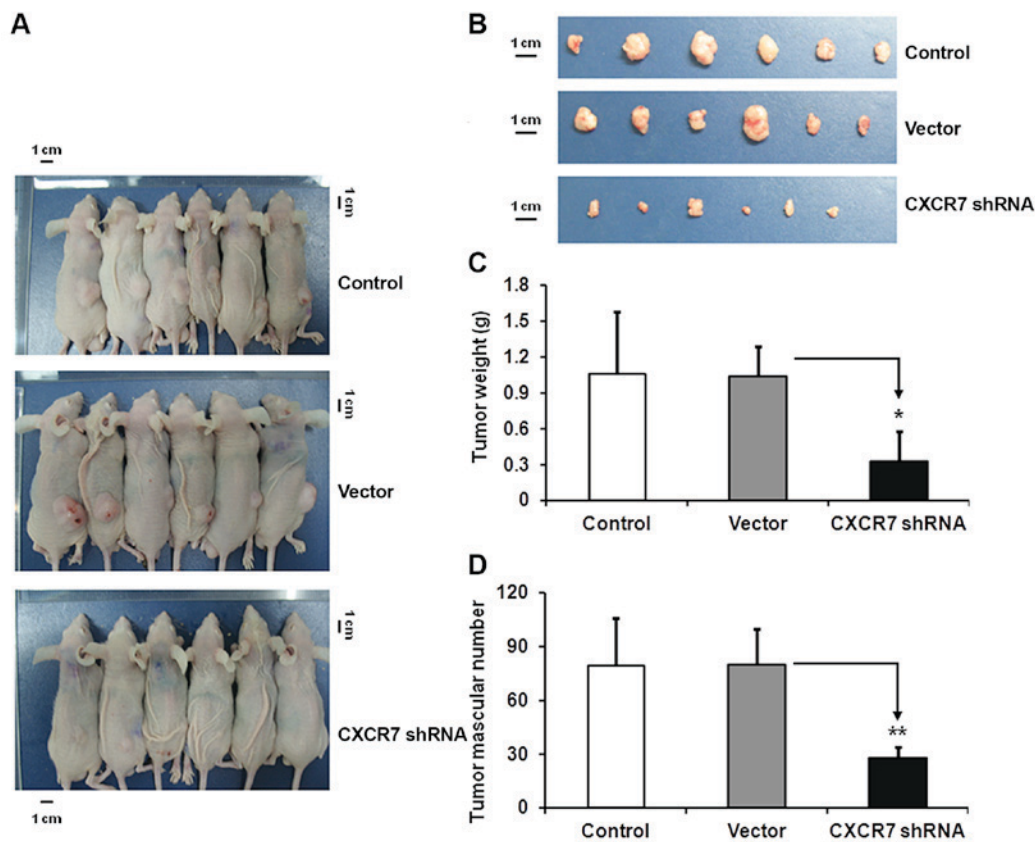 A
1 cm
1 cm
Control
1 cm
Vector
1 cm
CXCR7 shRNA
1 cm
B
1 cm
Control
1 cm
Vector
1 cm
CXCR7 shRNA
C
Tumor weight (g)
1.8
1.5
1.2
0.9
0.6
0.3
0
*
Control Vector CXCR7 shRNA
D
Tumor mascular number
120
90
60
30
0
**
Control Vector CXCR7 shRNA